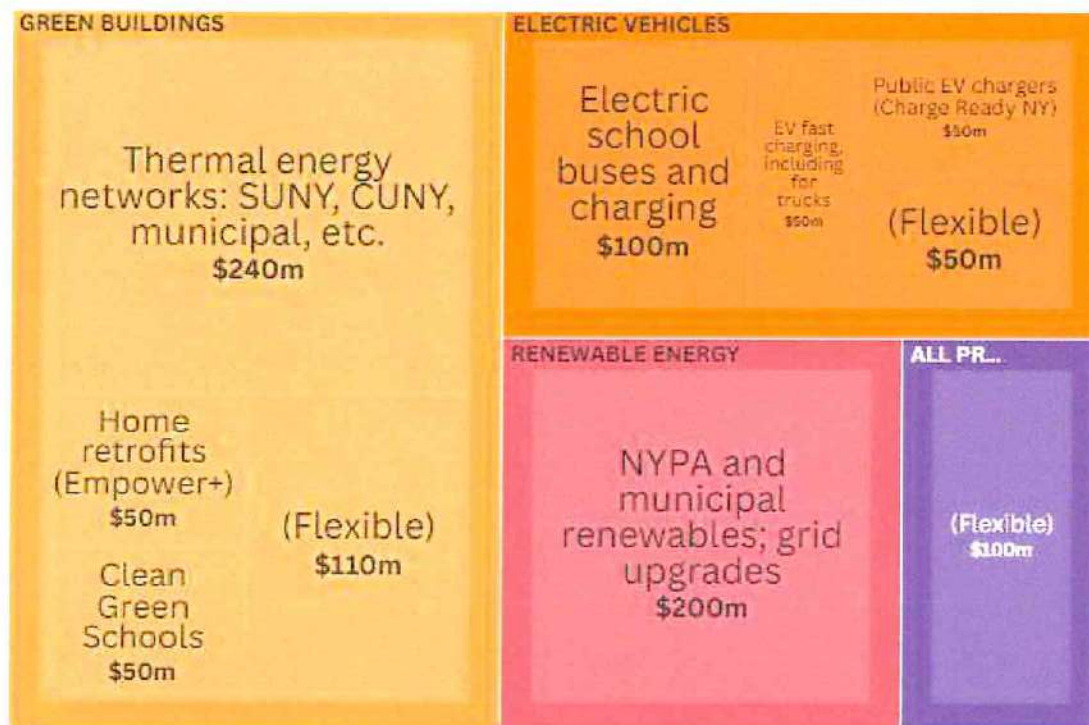 GREEN BUILDINGS
Thermal energy
networks: SUNY, CUNY,
municipal, etc.
$240m
Home
retrofits
(Empower+)
$50m
Clean
Green
Schools
$50m
(Flexible)
$110m
ELECTRIC VEHICLES
Electric
school
buses and
charging
$100m
EV fast
charging,
including
for
trucks
$50m
Public EV chargers
(Charge Ready NY)
$50m
(Flexible)
$50m
RENEWABLE ENERGY
NYPA and
municipal
renewables; grid
upgrades
$200m
ALL PR...
(Flexible)
$100m